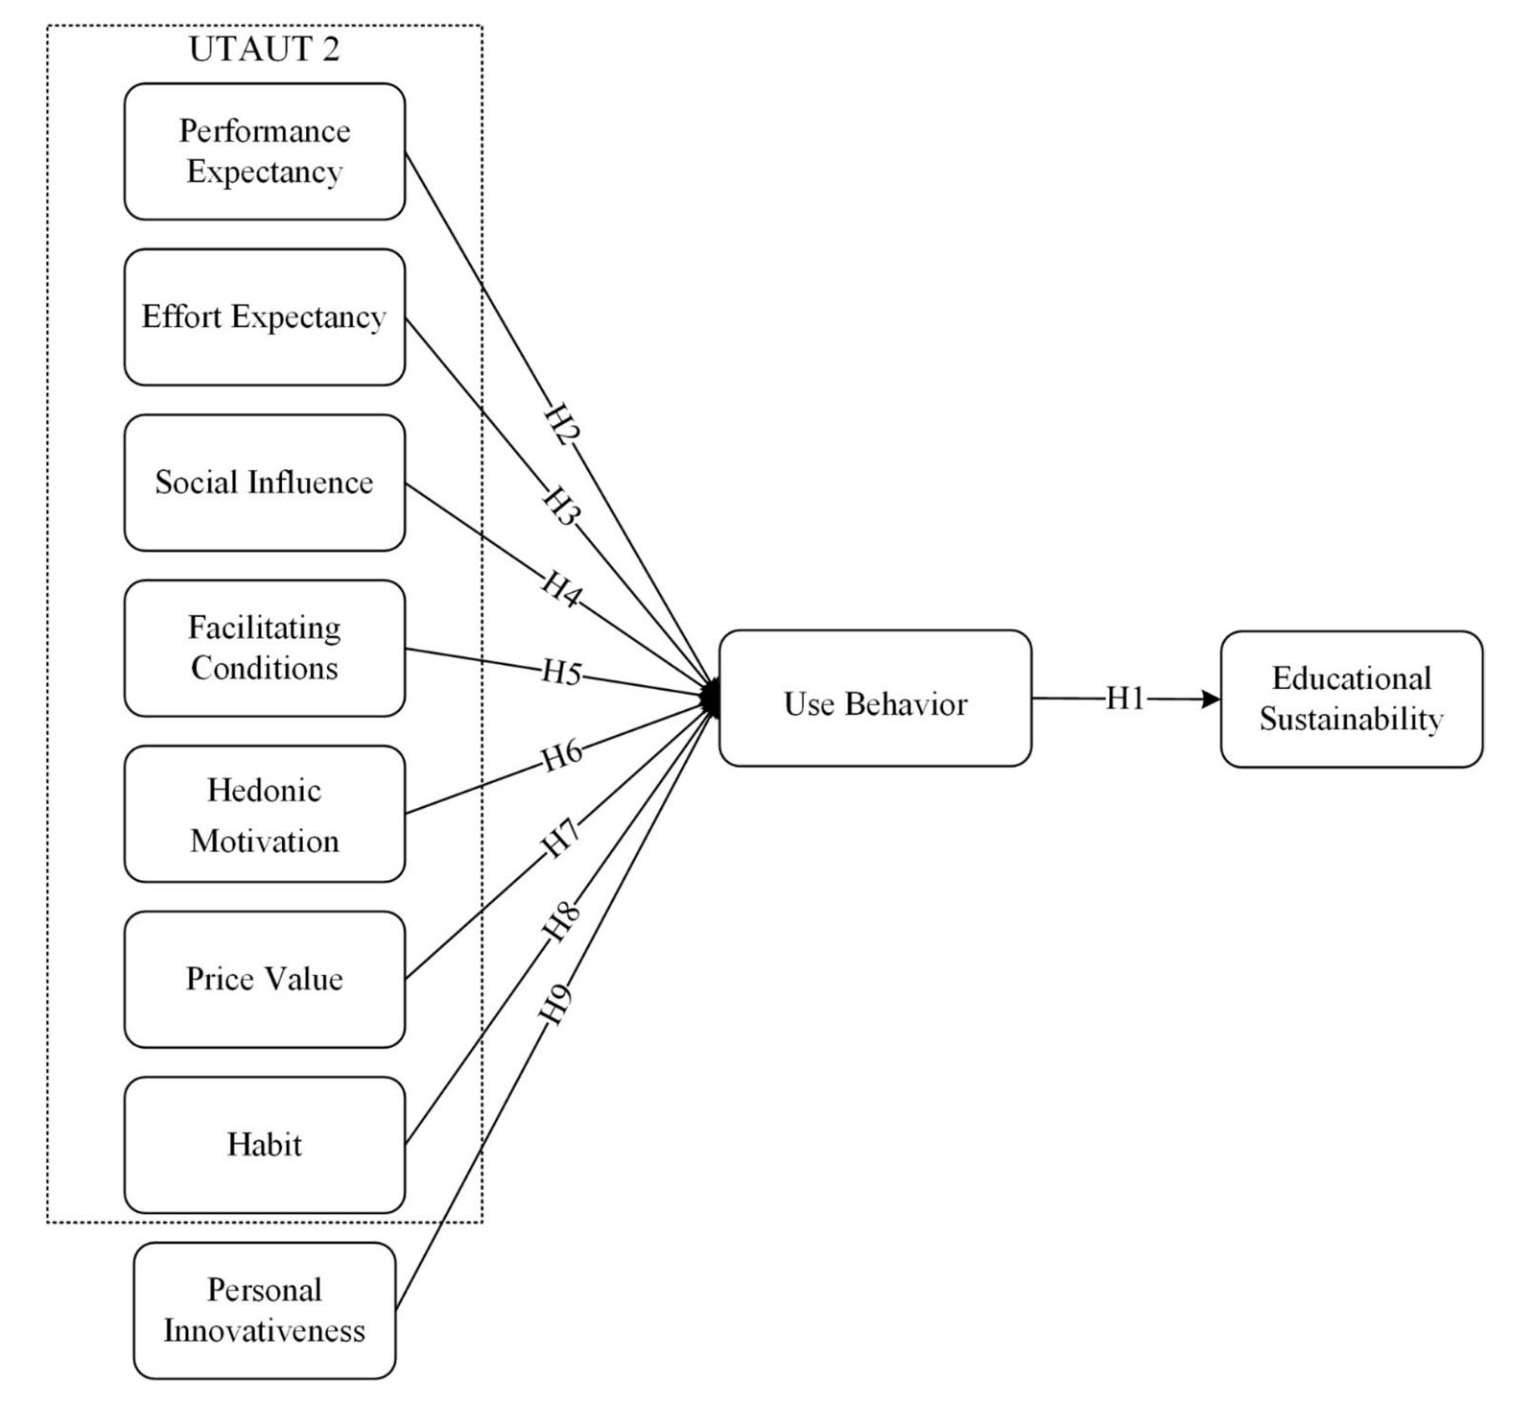 UTAUT 2
Performance
Expectancy
Effort Expectancy
Social Influence
Facilitating
Conditions
Hedonic
Motivation
Price Value
Habit
Personal
Innovativeness
H2
H3
H4
H5
H6
H7
H8
H9
Use Behavior
H1
Educational
Sustainability